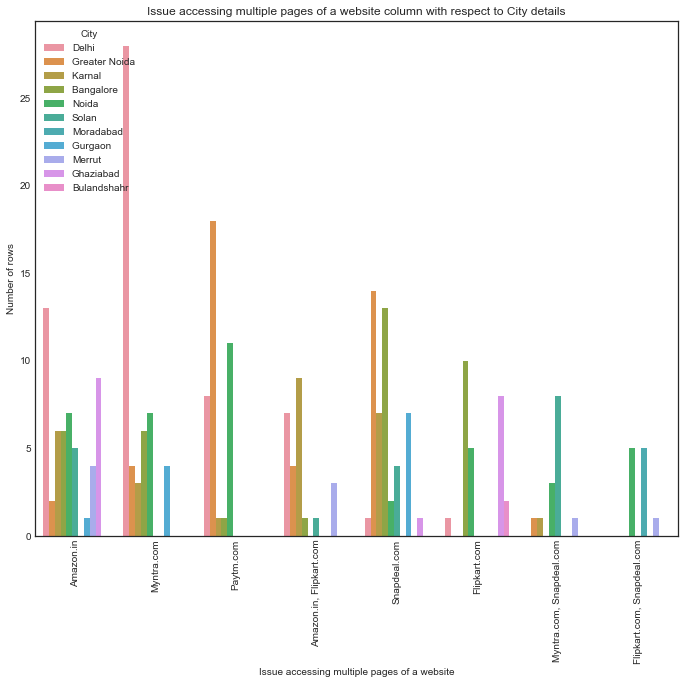 Issue accessing multiple pages of a website column with respect to City details
City
Delhi
Greater Noida
Karnal
Bangalore
Noida
Solan
Moradabad
Gurgaon
Merrut
Ghaziabad
Bulandshahr
Number of rows
25
20
15
10
5
0
Amazon.in
Myntra.com
Paytm.com
Amazon.in, Flipkart.com
Snapdeal.com
Flipkart.com
Myntra.com, Snapdeal.com
Flipkart.com, Snapdeal.com
Issue accessing multiple pages of a website